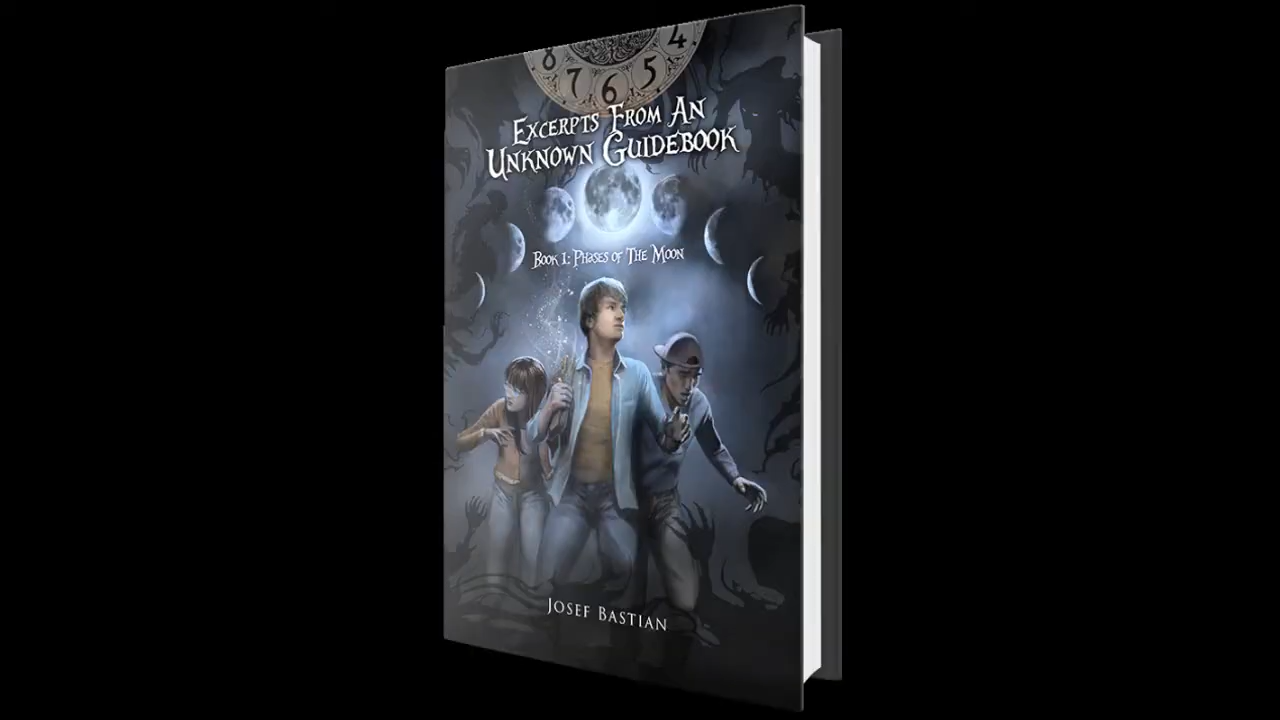 8 7 6 5 4
Excerpts From An
Unknown Guidebook
Book 1: Phases of The Moon
Josef Bastian